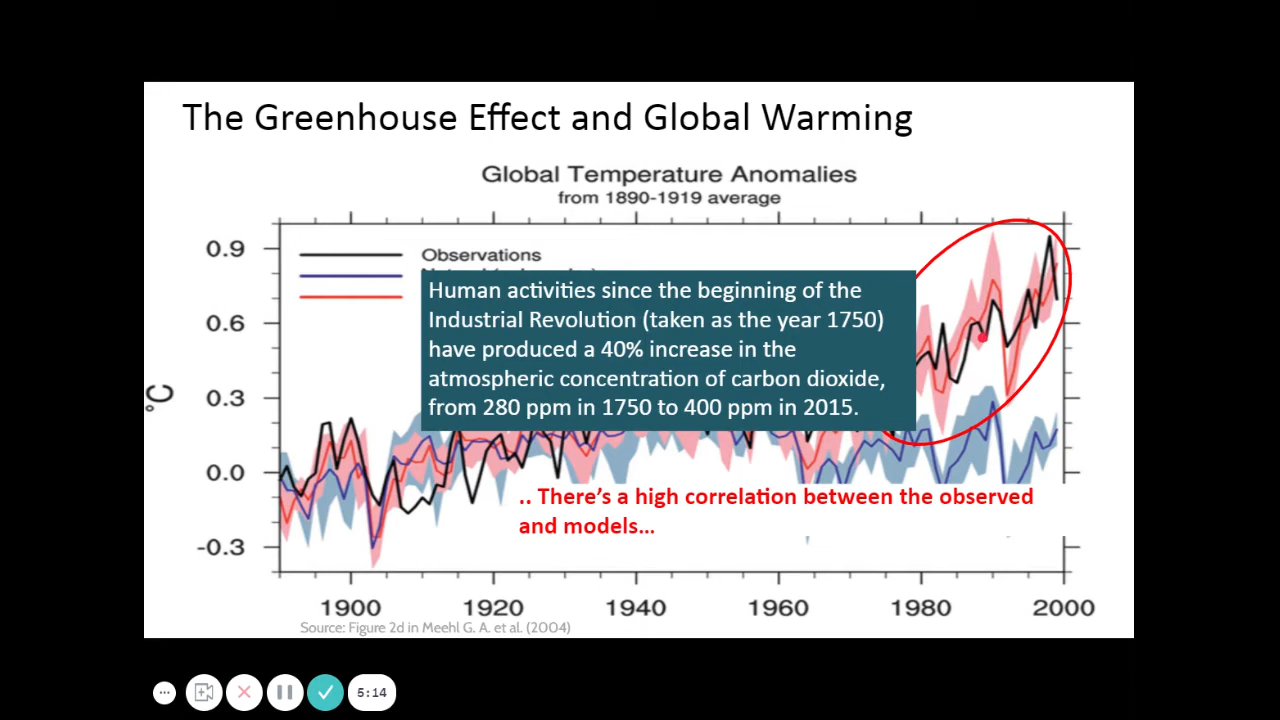 The Greenhouse Effect and Global Warming
Global Temperature Anomalies
from 1890-1919 average
0.9
0.6
0.3
0.0
-0.3
°C
Observations
Human activities since the beginning of the
Industrial Revolution (taken as the year 1750)
have produced a 40% increase in the
atmospheric concentration of carbon dioxide,
from 280 ppm in 1750 to 400 ppm in 2015.
.. There's a high correlation between the observed
and models...
1900 1920 1940 1960 1980 2000
Source: Figure 2d in Meehl G. A. et al. (2004)
5:14